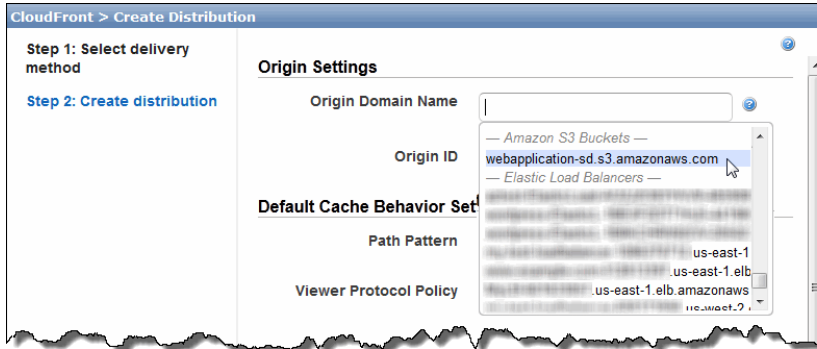 CloudFront > Create Distribution
Step 1: Select delivery
method
Step 2: Create distribution
Origin Settings
Origin Domain Name
— Amazon S3 Buckets —
webapplication-sd.s3.amazonaws.com
— Elastic Load Balancers —
Origin ID
Default Cache Behavior Set
Path Pattern
.us-east-1
.us-east-1.elb
.us-east-1.elb.amazonaws
.us-west-2.
Viewer Protocol Policy